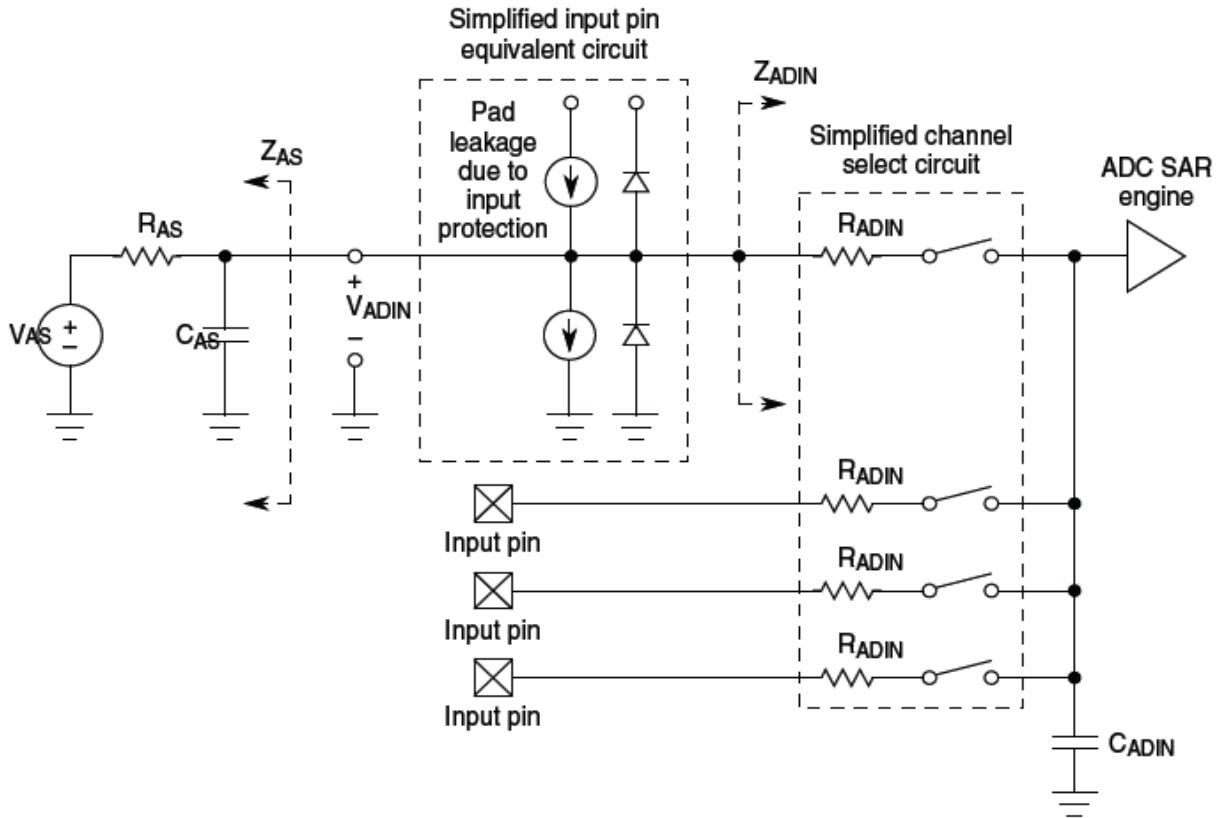 Simplified input pin
equivalent circuit
Pad
leakage
due to
input
protection
ZAS
RAS
VAS
+
–
CAS
+
VADIN
–
ZADIN
Simplified channel
select circuit
RADIN
ADC SAR
engine
RADIN
Input pin
RADIN
Input pin
RADIN
Input pin
CADIN